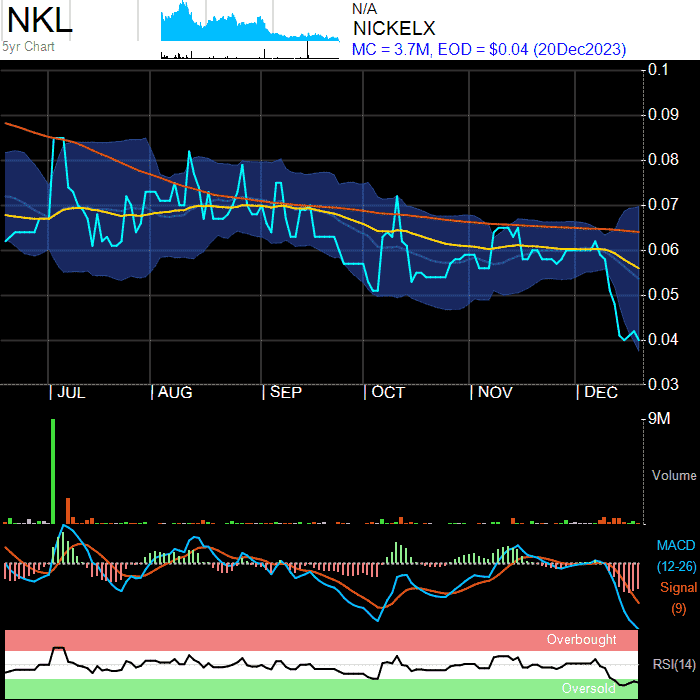 NKL
5yr Chart
N/A
NICKELX
MC = 3.7M, EOD = $0.04 (20Dec2023)
0.1
0.09
0.08
0.07
0.06
0.05
0.04
0.03
| JUL | AUG | SEP | OCT | NOV | DEC
9M
Volume
MACD
(12-26)
Signal
(9)
Overbought
RSI(14)
Oversold